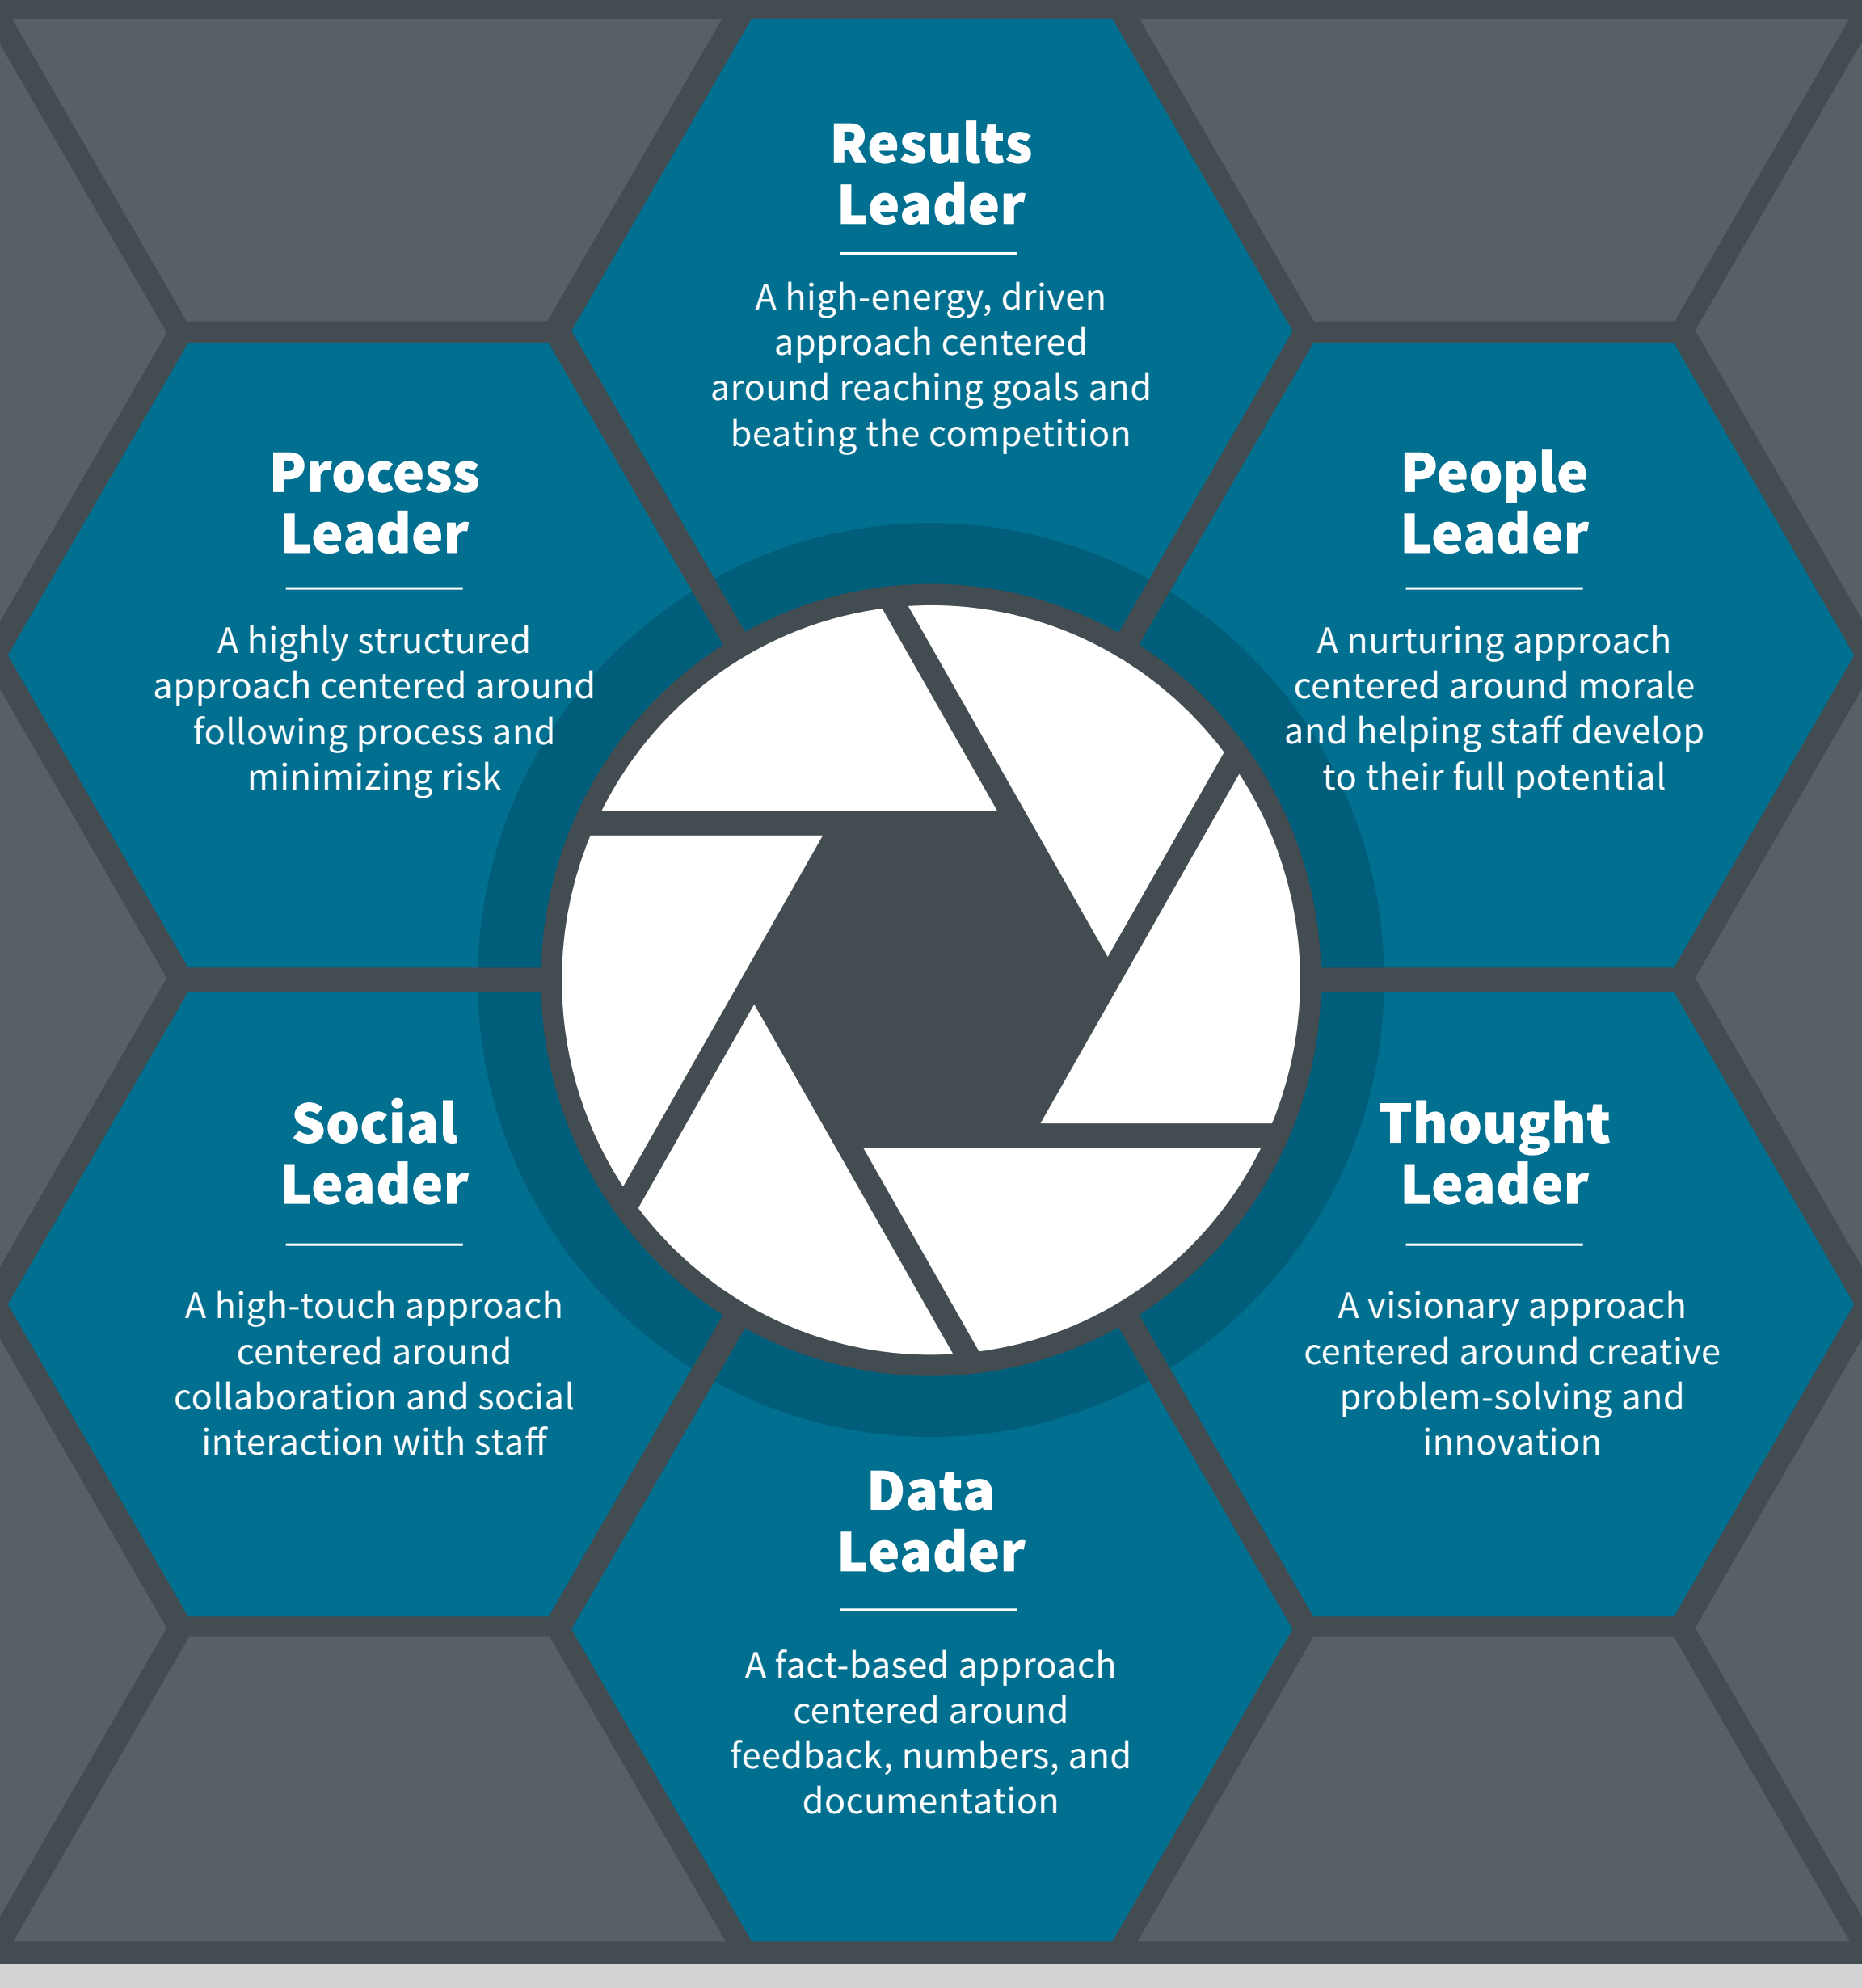 Results
Leader
A high-energy, driven
approach centered
around reaching goals and
beating the competition
Process
Leader
A highly structured
approach centered around
following process and
minimizing risk
People
Leader
A nurturing approach
centered around morale
and helping staff develop
to their full potential
Social
Leader
A high-touch approach
centered around
collaboration and social
interaction with staff
Thought
Leader
A visionary approach
centered around creative
problem-solving and
innovation
Data
Leader
A fact-based approach
centered around
feedback, numbers, and
documentation